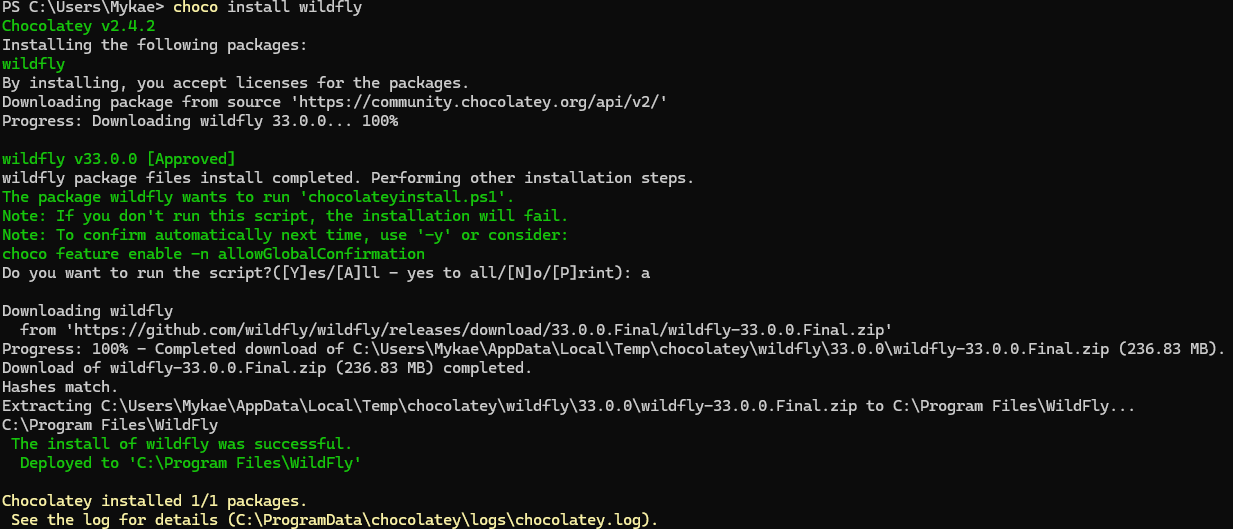 PS C:\Users\Mykae> choco install wildfly
Chocolatey v2.4.2
Installing the following packages:
wildfly
By installing, you accept licenses for the packages.
Downloading package from source 'https://community.chocolatey.org/api/v2/'
Progress: Downloading wildfly 33.0.0... 100%
wildfly v33.0.0 [Approved]
wildfly package files install completed. Performing other installation steps.
The package wildfly wants to run 'chocolateyinstall.ps1'.
Note: If you don't run this script, the installation will fail.
Note: To confirm automatically next time, use '-y' or consider:
choco feature enable -n allowGlobalConfirmation
Do you want to run the script?([Y]es/[A]ll - yes to all/[N]o/[P]rint): a
Downloading wildfly
from 'https://github.com/wildfly/wildfly/releases/download/33.0.0.Final/wildfly-33.0.0.Final.zip'
Progress: 100% - Completed download of C:\Users\Mykae\AppData\Local\Temp\chocolatey\wildfly\33.0.0\wildfly-33.0.0.Final.zip (236.83 MB).
Download of wildfly-33.0.0.Final.zip (236.83 MB) completed.
Hashes match.
Extracting C:\Users\Mykae\AppData\Local\Temp\chocolatey\wildfly\33.0.0\wildfly-33.0.0.Final.zip to C:\Program Files\WildFly...
C:\Program Files\WildFly
The install of wildfly was successful.
Deployed to 'C:\Program Files\WildFly'
Chocolatey installed 1/1 packages.
See the log for details (C:\ProgramData\chocolatey\logs\chocolatey.log).